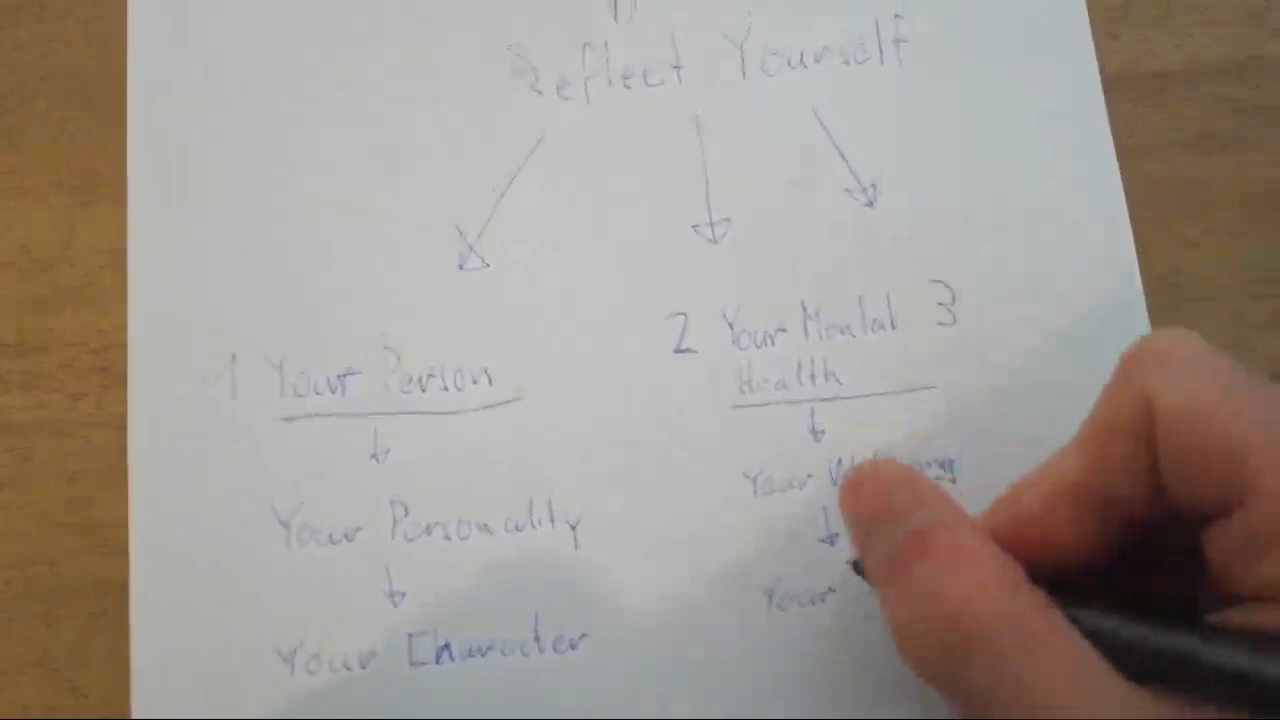 Reflect Yourself
1 Your Person
2 Your Mental 3
Health
Your Personality
Your Character
Your
Your